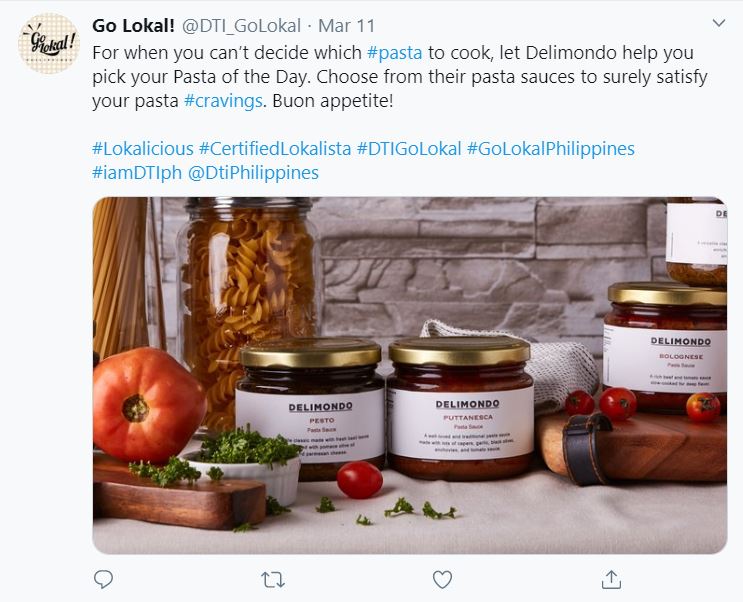 Go Lokal! @DTI_GoLokal · Mar 11
For when you can't decide which #pasta to cook, let Delimondo help you
pick your Pasta of the Day. Choose from their pasta sauces to surely satisfy
your pasta #cravings. Buon appetite!
#Lokalicious #CertifiedLokalista #DTIGoLokal #GoLokalPhilippines
#iamDTIph @DtiPhilippines
Go
Lokal!
DELIMONDO
PESTO
Pasta Sauce
classic made with fresh basil leaves
with pomace olive oil
parmesan cheese.
DELIMONDO
PUTTANESCA
Pasta Sauce
A well-loved and traditional pasta sauce
made with lots of capers, garlic, black olives,
anchovies, and tomato sauce.
DELIMONDO
BOLOGNESE
Pasta Sauce
A rich beef and tomato sauce
slow-cooked for deep flavor.
DE